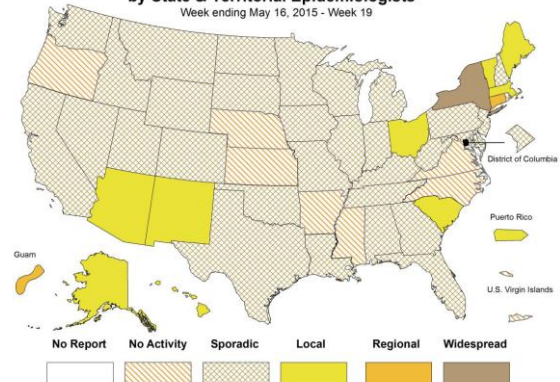 by State & Territorial Epidemiologists
Week ending May 16, 2015 - Week 19
District of Columbia
Puerto Rico
Guam
U.S. Virgin Islands
No Report No Activity Sporadic Local Regional Widespread